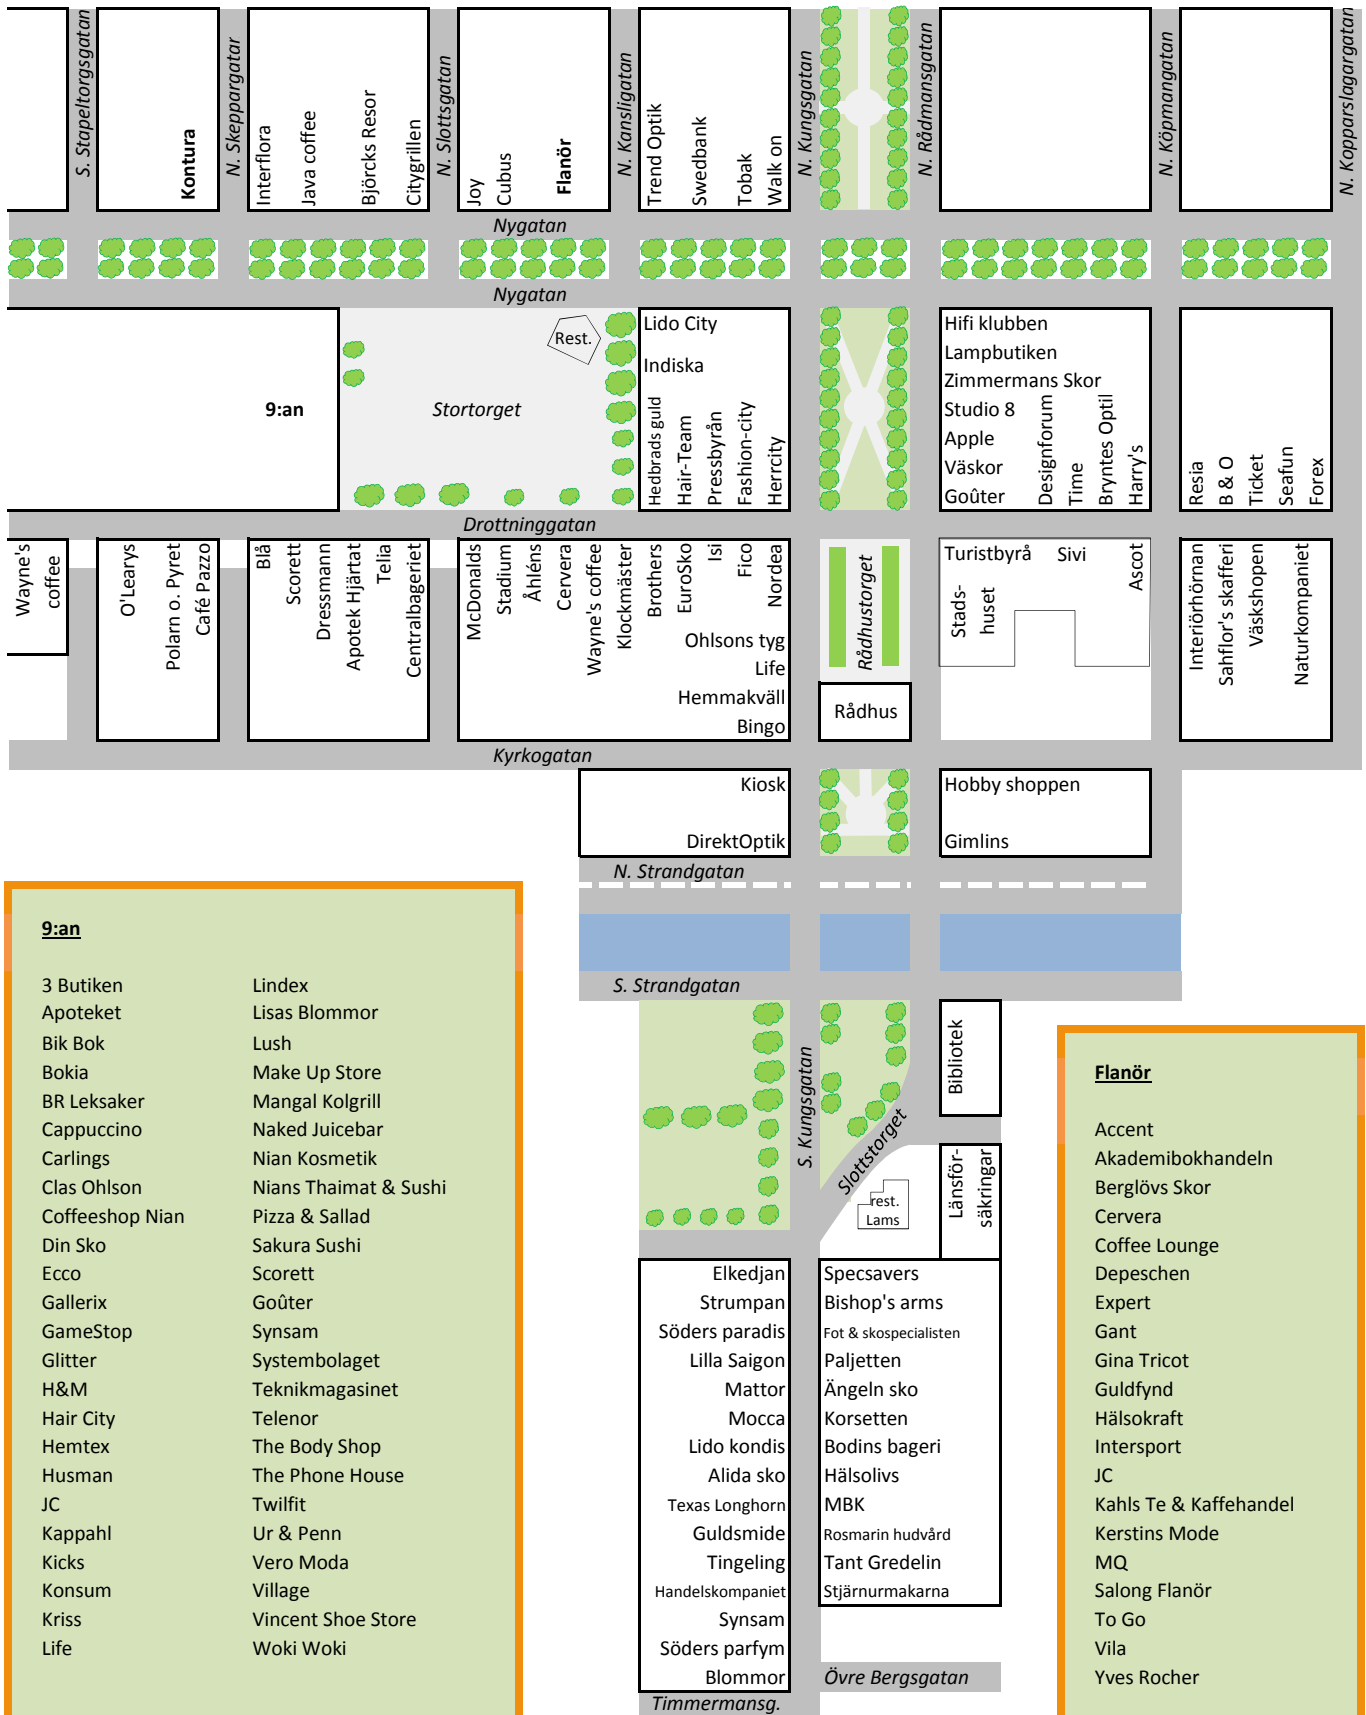 S. Stapeltorgsgatan
Kontura
N. Skeppargatar
Interflora
Java coffee
Björcks Resor
Citygrillen
N. Slottsgatan
Joy
Cubus
Flanör
N. Kansligatan
Trend Optik
Swedbank
Tobak
Walk on
N. Kungsgatan
N. Rådmansgatan
N. Köpmangatan
N. Kopparslagargatan
Nygatan
Nygatan
9:an
Stortorget
Rest.
Lido City
Indiska
Hedbrads guld
Hair-Team
Pressbyrån
Fashion-city
Herrcity
Hifi klubben
Lampbutiken
Zimmermans Skor
Studio 8
Apple
Väskor
Goûter
Designforum
Time
Bryntes Optil
Harry's
Resia
B & O
Ticket
Seafun
Forex
Drottninggatan
Wayne's
coffee
O'Learys
Polarn o. Pyret
Café Pazzo
Blå
Scorett
Dressmann
Apotek Hjärtat
Telia
Centralbageriet
McDonalds
Stadium
Åhléns
Cervera
Wayne's coffee
Klockmäster
Brothers
EuroSko
Isi
Fico
Nordea
Ohlsons tyg
Life
Hemmakväll
Bingo
Rådhustorget
Rådhus
Turistbyrå
Sivi
Ascot
Stads-
huset
Interiörhörnan
Sahflor's skafferi
Väskshopen
Naturkompaniet
Kyrkogatan
Kiosk
DirektOptik
Hobby shoppen
Gimlins
N. Strandgatan
S. Strandgatan
S. Kungsgatan
Slottstorget
Bibliotek
Länsför-
säkringar
rest.
Lams
Elkedjan
Strumpan
Söders paradis
Lilla Saigon
Mattor
Mocca
Lido kondis
Alida sko
Texas Longhorn
Guldsmide
Tingeling
Handelskompaniet
Synsam
Söders parfym
Blommor
Specsavers
Bishop's arms
Fot & skospecialisten
Paljetten
Ängeln sko
Korsetten
Bodins bageri
Hälsolivs
MBK
Rosmarin hudvård
Tant Gredelin
Stjärnurmakarna
Övre Bergsgatan
Timmermansg.
9:an
3 Butiken
Apoteket
Bik Bok
Bokia
BR Leksaker
Cappuccino
Carlings
Clas Ohlson
Coffeeshop Nian
Din Sko
Ecco
Gallerix
GameStop
Glitter
H&M
Hair City
Hemtex
Husman
JC
Kappahl
Kicks
Konsum
Kriss
Life
Lindex
Lisas Blommor
Lush
Make Up Store
Mangal Kolgrill
Naked Juicebar
Nian Kosmetik
Nians Thaimat & Sushi
Pizza & Sallad
Sakura Sushi
Scorett
Goûter
Synsam
Systembolaget
Teknikmagasinet
Telenor
The Body Shop
The Phone House
Twilfit
Ur & Penn
Vero Moda
Village
Vincent Shoe Store
Woki Woki
Flanör
Accent
Akademibokhandeln
Berglövs Skor
Cervera
Coffee Lounge
Depeschen
Expert
Gant
Gina Tricot
Guldfynd
Hälsokraft
Intersport
JC
Kahls Te & Kaffehandel
Kerstins Mode
MQ
Salong Flanör
To Go
Vila
Yves Rocher